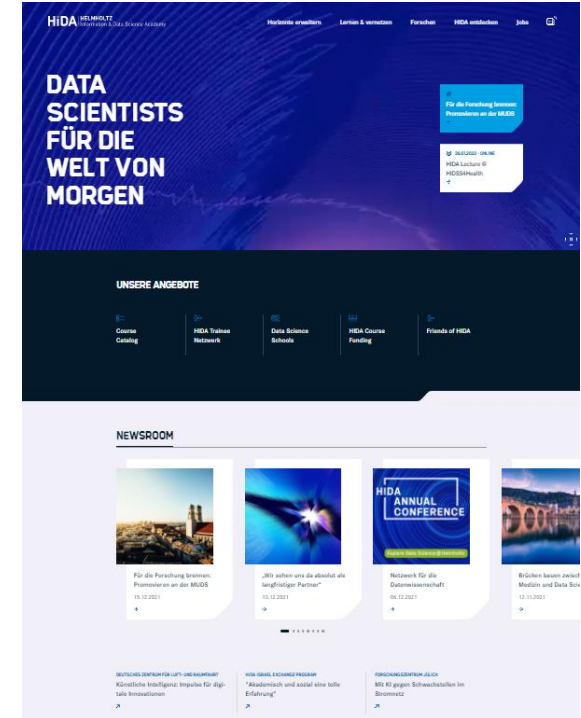 HiDA HELMHOLTZ
Information & Data Science Academy
Horizonte erweitern Lernen & vernetzen Forschen HIDA entdecken Jobs
DATA
SCIENTISTS
FÜR DIE
WELT VON
MORGEN
Für die Forschung brennen:
Promovieren an der MUDS
ONLINE
HIDA Lecture @
HIDSS4Health
UNSERE ANGEBOTE
Course
Catalog
HIDA Trainee
Netzwerk
Data Science
Schools
HIDA Course
Funding
Friends of HIDA
NEWSROOM
Für die Forschung brennen:
Promovieren an der MUDS
15.12.2021
„Wir sehen uns da absolut als
langfristiger Partner“
HIDA
ANNUAL
CONFERENCE
Explore Data Science @ Helmholtz
Netzwerk für die
Datenwissenschaft
06.12.2021
Brücken bauen zwisch
Medizin und Data Scie
12.11.2021
DEUTSCHES ZENTRUM FÜR LUFT- UND RAUMFAHRT
Künstliche Intelligenz: Impulse für digi-
tale Innovationen
HIDA ISRAEL EXCHANGE PROGRAM
"Akademisch und sozial eine tolle
Erfahrung"
FORSCHUNGSZENTRUM JÜLICH
Mit KI gegen Schwachstellen im
Stromnetz